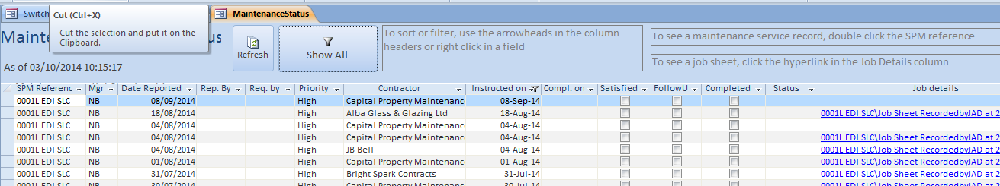 Switch
Cut (Ctrl+X)
Cut the selection and put it on the
Clipboard.
MaintenanceStatus
Maint us
Refresh
Show All
To sort or filter, use the arrowheads in the column
headers or right click in a field
To see a maintenance service record, double click the SPM reference
To see a job sheet, click the hyperlink in the Job Details column
As of 03/10/2014 10:15:17
SPM Referenc Mgr Date Reported Rep. By Req. by Priority Contractor Instructed on Compl. on Satisfied FollowU Completed Status Job details
0001L EDI SLC NB 08/09/2014 High Capital Property Maintenanc 08-Sep-14
0001L EDI SLC NB 18/08/2014 High Alba Glass & Glazing Ltd 18-Aug-14 0001L EDI SLC\Job Sheet RecordedbyJAD at 2
0001L EDI SLC NB 04/08/2014 High Capital Property Maintenanc 04-Aug-14
0001L EDI SLC NB 04/08/2014 High Capital Property Maintenanc 04-Aug-14 0001L EDI SLC\Job Sheet RecordedbyJAD at 2
0001L EDI SLC NB 04/08/2014 High JB Bell 04-Aug-14 0001L EDI SLC\Job Sheet RecordedbyJAD at 2
0001L EDI SLC NB 01/08/2014 High Capital Property Maintenanc 01-Aug-14 0001L EDI SLC\Job Sheet RecordedbyJAD at 2
0001L EDI SLC NB 31/07/2014 High Bright Spark Contracts 31-Jul-14 0001L EDI SLC\Job Sheet RecordedbyJAD at 2
0001L EDI SLC NB 30/07/2014 High Capital Property Maintenanc 30-Jul-14